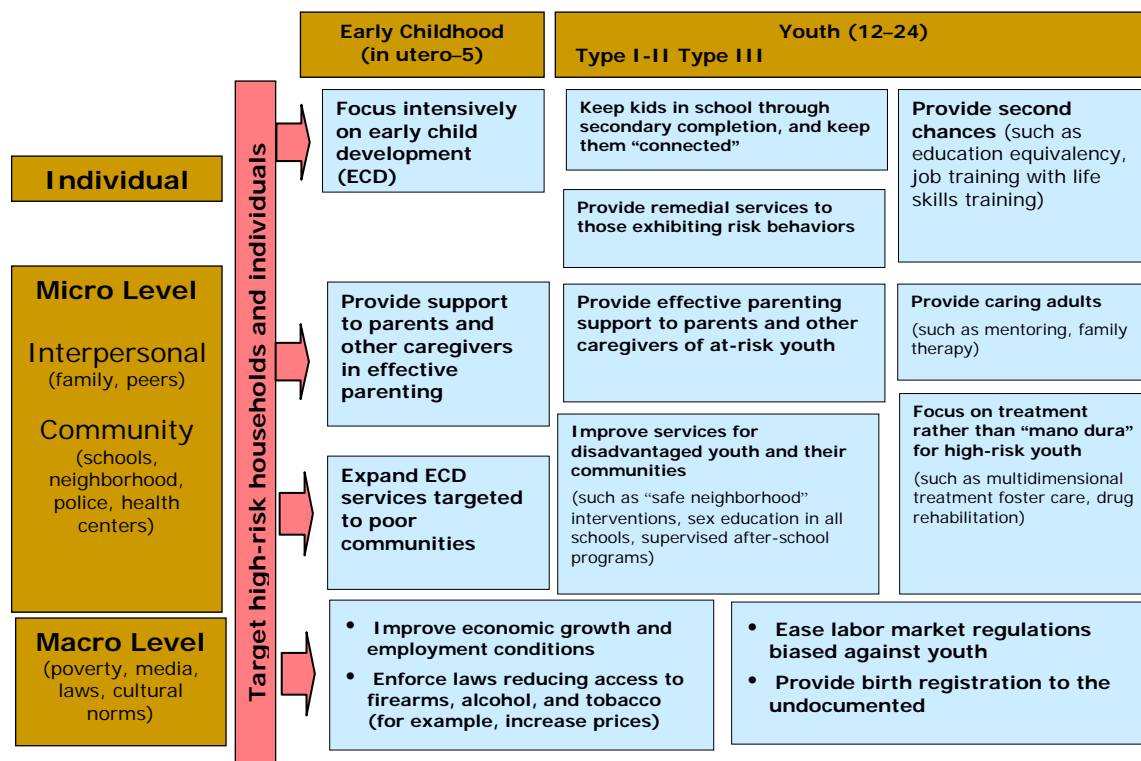 Early Childhood
(in utero–5)
Youth (12–24)
Type I-II Type III
Target high-risk households and individuals
Individual
Focus intensively
on early child
development
(ECD)
Keep kids in school through
secondary completion, and keep
them “connected”
Provide remedial services to
those exhibiting risk behaviors
Provide second
chances (such as
education equivalency,
job training with life
skills training)
Micro Level
Interpersonal
(family, peers)
Community
(schools,
neighborhood,
police, health
centers)
Provide support
to parents and
other caregivers
in effective
parenting
Provide effective parenting
support to parents and other
caregivers of at-risk youth
Provide caring adults
(such as mentoring, family
therapy)
Expand ECD
services targeted
to poor
communities
Improve services for
disadvantaged youth and their
communities
(such as “safe neighborhood”
interventions, sex education in all
schools, supervised after-school
programs)
Focus on treatment
rather than “mano dura”
for high-risk youth
(such as multidimensional
treatment foster care, drug
rehabilitation)
Macro Level
(poverty, media,
laws, cultural
norms)
• Improve economic growth and
employment conditions
• Enforce laws reducing access to
firearms, alcohol, and tobacco
(for example, increase prices)
• Ease labor market regulations
biased against youth
• Provide birth registration to the
undocumented